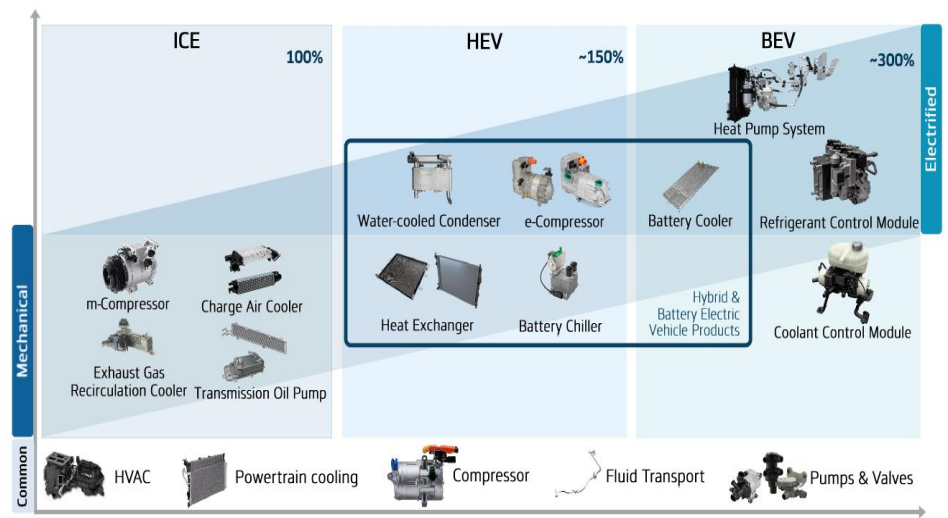 ICE
100%
HEV
~150%
BEV
~300%
Electrified
Heat Pump System
Water-cooled Condenser
e-Compressor
Battery Cooler
Refrigerant Control Module
Mechanical
m-Compressor
Charge Air Cooler
Heat Exchanger
Battery Chiller
Hybrid &
Battery Electric
Vehicle Products
Coolant Control Module
Exhaust Gas
Recirculation Cooler
Transmission Oil Pump
Common
HVAC
Powertrain cooling
Compressor
Fluid Transport
Pumps & Valves